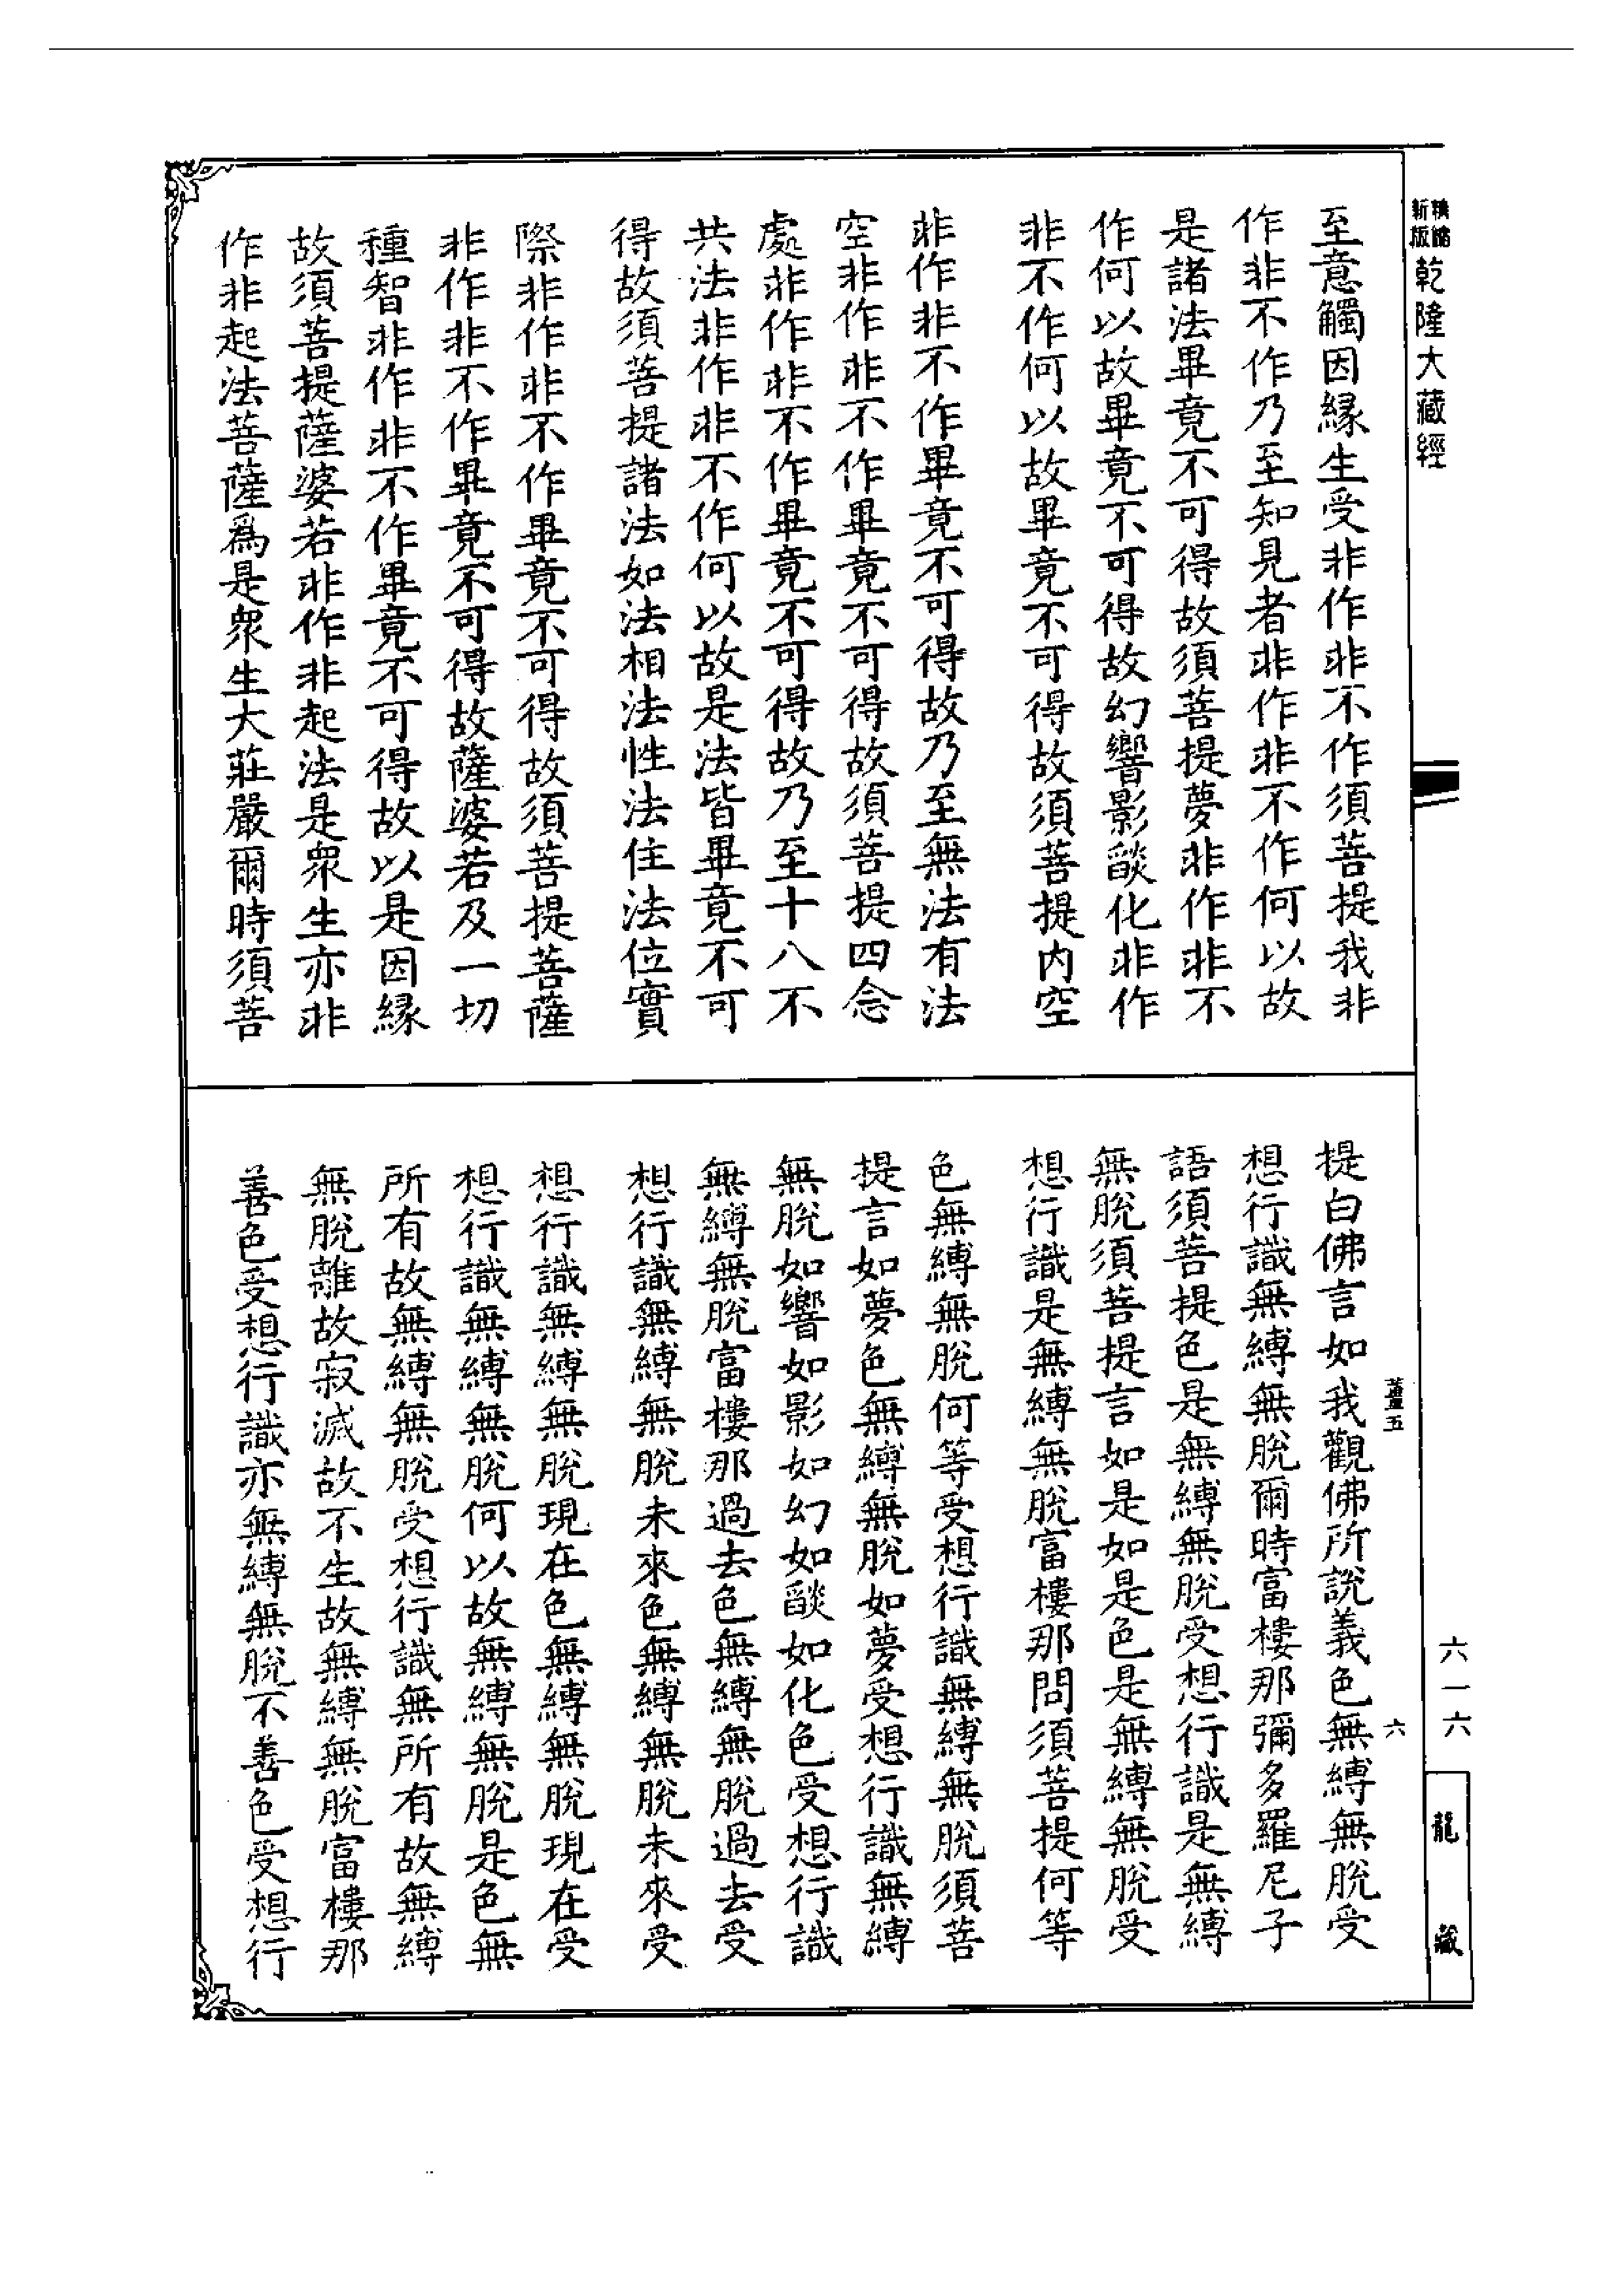 精縮
新版
乾隆大藏經
至意觸因緣生受非作非不作須菩提我非
作非不作乃至知見者非作非不作何以故
是諸法畢竟不可得故須菩提夢非作非不
作何以故畢竟不可得故幻響影燄化非作
非不作何以故畢竟不可得故須菩提内空
非作非不作畢竟不可得故乃至無法有法
空非作非不作畢竟不可得故須菩提四念
處非作非不作畢竟不可得故乃至十八不
共法非作非不作何以故是法皆畢竟不可
得故須菩提諸法如法相法性法住法位實
際非作非不作畢竟不可得故須菩提菩薩
非作非不作畢竟不可得故薩婆若及一切
種智非作非不作畢竟不可得故以是因緣
故須菩提薩婆若非作非起法是衆生亦非
作非起法菩薩爲是衆生大莊嚴爾時須菩
提白佛言如我觀佛所説義色無縛無脫受
想行識無縛無脫爾時富樓那彌多羅尼子
語須菩提色是無縛無脫受想行識是無縛
無脫須菩提言如是如是色是無縛無脫受
想行識是無縛無脫富樓那問須菩提何等
色無縛無脫何等受想行識無縛無脫須菩
提言如夢色無縛無脫如夢受想行識無縛
無脫如響如影如幻如燄如化色受想行識
無縛無脫富樓那過去色無縛無脫過去受
想行識無縛無脫未來色無縛無脫未來受
想行識無縛無脫現在色無縛無脫現在受
想行識無縛無脫何以故無縛無脫是色無
所有故無縛無脫受想行識無所有故無縛
無脫離故寂滅故不生故無縛無脫富樓那
善色受想行識亦無縛無脫不善色受想行
薑五
六
六一六
龍藏